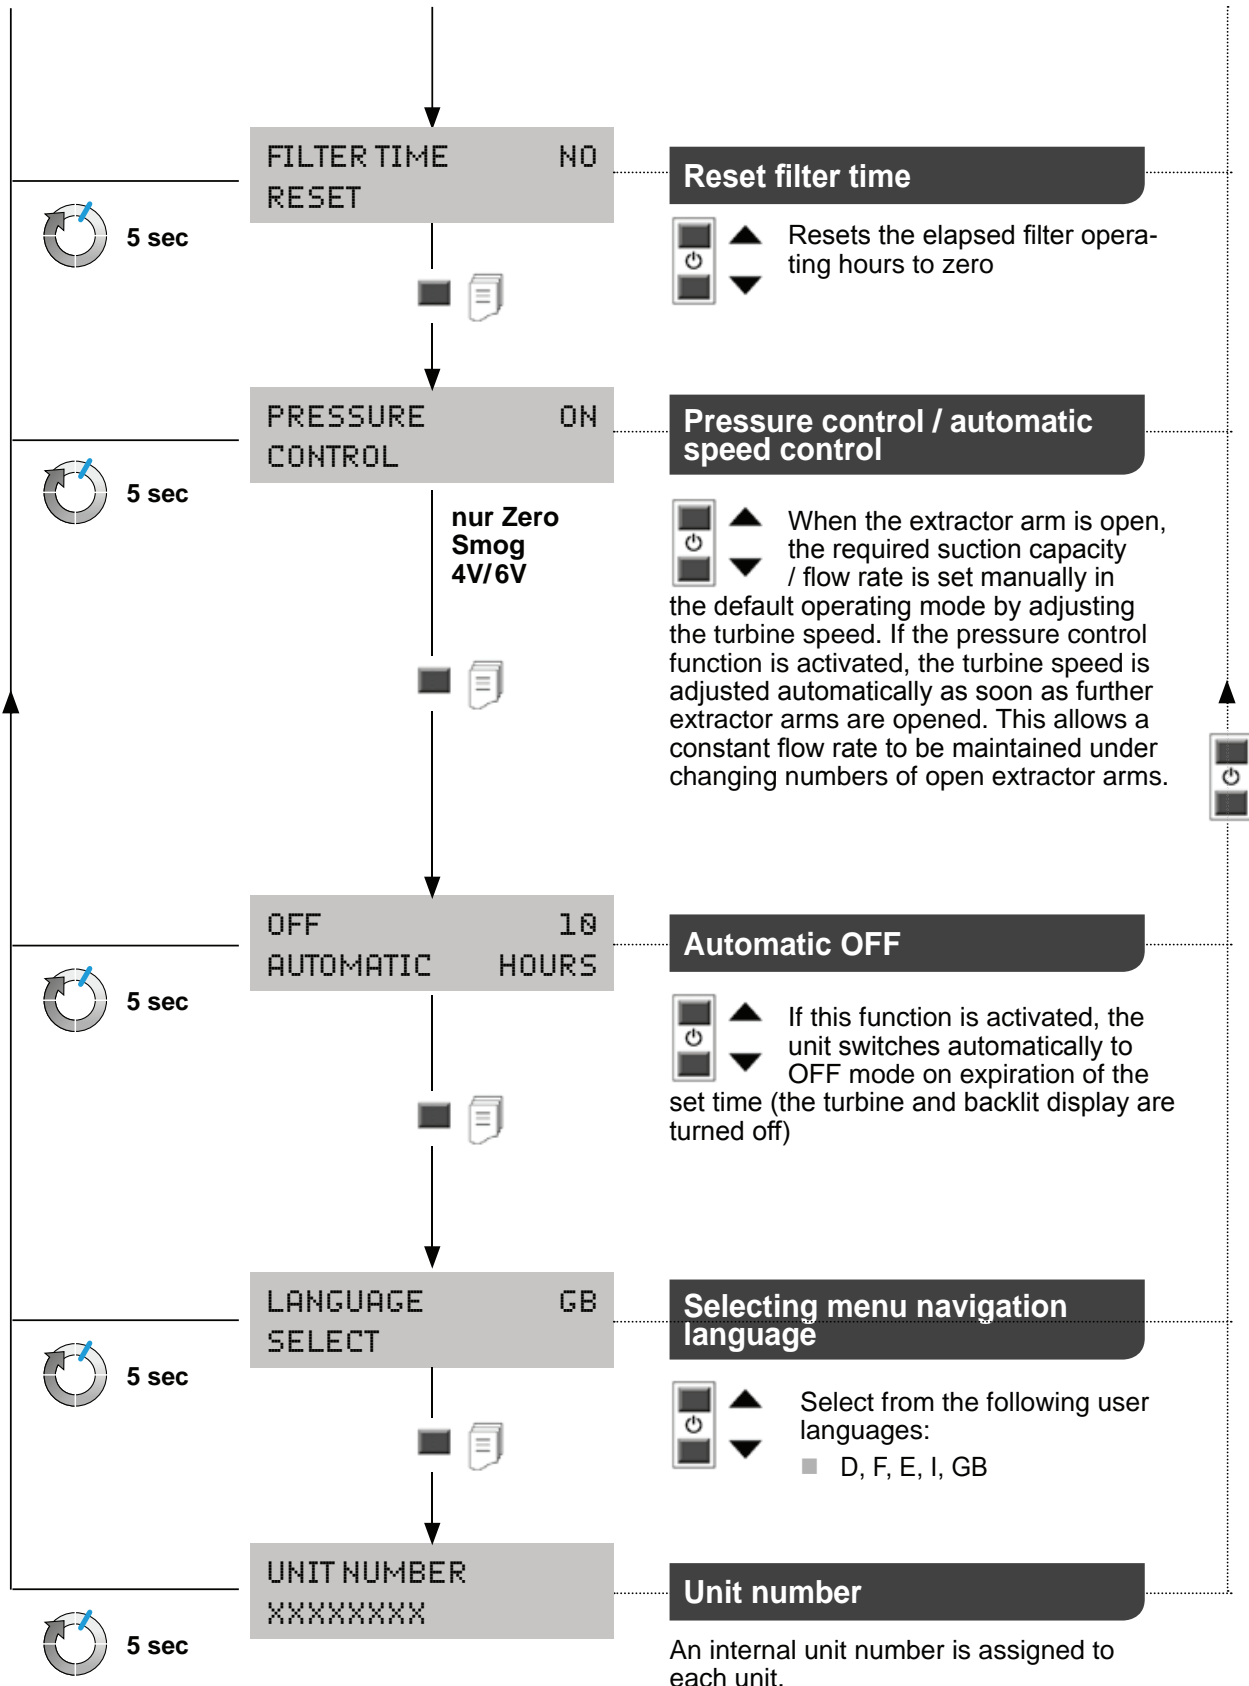 FILTER TIME NO
RESET
5 sec
Reset filter time
Resets the elapsed filter opera-
ting hours to zero
PRESSURE ON
CONTROL
5 sec
nur Zero
Smog
4V/6V
Pressure control / automatic
speed control
When the extractor arm is open,
the required suction capacity
/ flow rate is set manually in
the default operating mode by adjusting
the turbine speed. If the pressure control
function is activated, the turbine speed is
adjusted automatically as soon as further
extractor arms are opened. This allows a
constant flow rate to be maintained under
changing numbers of open extractor arms.
OFF 10
AUTOMATIC HOURS
5 sec
Automatic OFF
If this function is activated, the
unit switches automatically to
OFF mode on expiration of the
set time (the turbine and backlit display are
turned off)
LANGUAGE GB
SELECT
5 sec
Selecting menu navigation
language
Select from the following user
languages:
D, F, E, I, GB
UNIT NUMBER
XXXXXXXX
5 sec
Unit number
An internal unit number is assigned to
each unit.